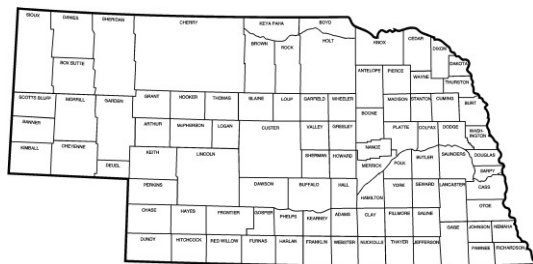 SIOUX
DAWES
SHERIDAN
CHERRY
KEYA PAHA
BOYD
BROWN
ROCK
HOLT
KNOX
CEDAR
DIXON
DAKOTA
BOX BUTTE
ANTELOPE
PIERCE
WAYNE
THURSTON
SCOTTS BLUFF
MORRILL
GARDEN
GRANT
HOOKER
THOMAS
BLAINE
LOUP
GARFIELD
WHEELER
BOONE
MADISON
STANTON
CUMING
BURT
BANNER
ARTHUR
McPHERSON
LOGAN
CUSTER
VALLEY
GREELEY
PLATTE
COLFAX
DODGE
WASH-
INGTON
KIMBALL
CHEYENNE
DEUEL
KEITH
LINCOLN
SHERMAN
HOWARD
NANCE
MERRICK
POLK
BUTLER
SAUNDERS
DOUGLAS
SARPY
PERKINS
DAWSON
BUFFALO
HALL
HAMILTON
YORK
SEWARD
LANCASTER
CASS
OTOE
CHASE
HAYES
FRONTIER
GOSPER
PHELPS
KEARNEY
ADAMS
CLAY
FILLMORE
SALINE
GAGE
JOHNSON
NEMAHA
DUNDY
HITCHCOCK
RED WILLOW
FURNAS
HARLAN
FRANKLIN
WEBSTER
NUCKOLLS
THAYER
JEFFERSON
PAWNEE
RICHARDSON